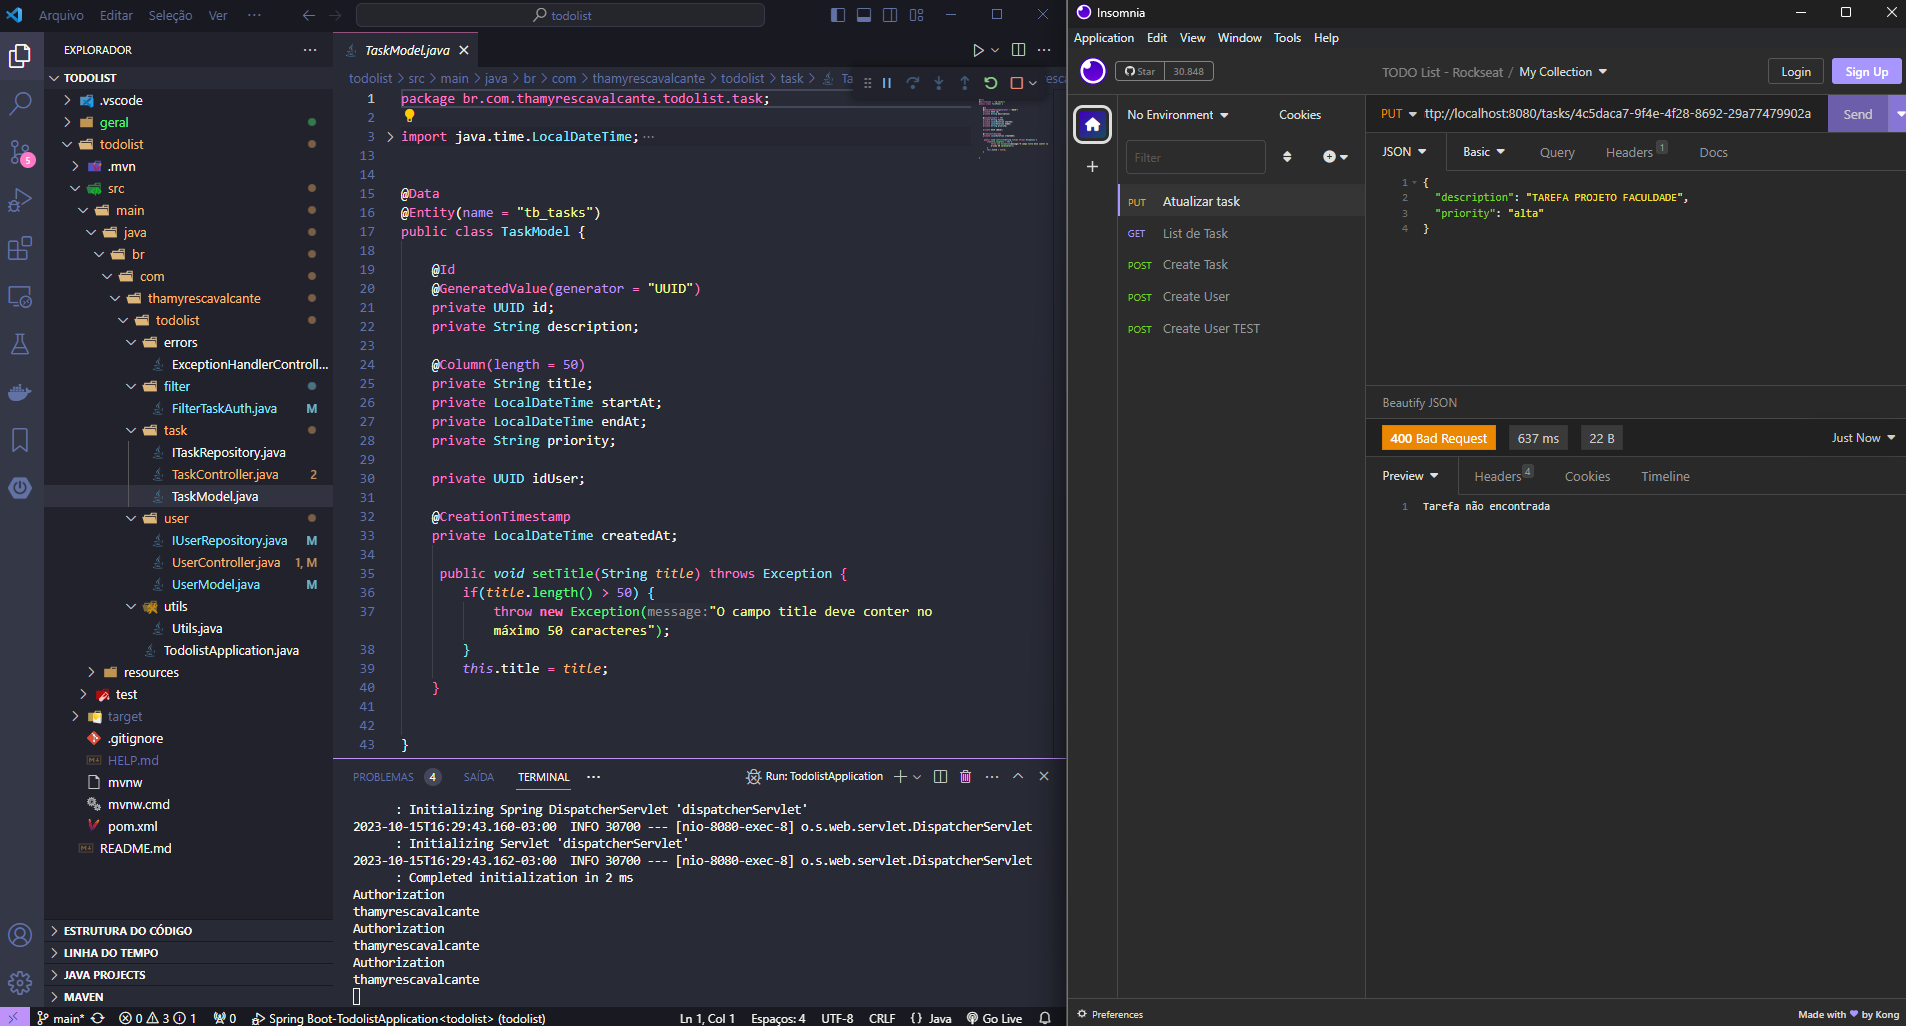 Arquivo Editar Seleção Ver ··· todolist
EXPLORADOR ···
TODOLIST
.vscode
geral
todolist
.mvn
src
main
java
br
com
thamyrescavalcante
todolist
errors
ExceptionHandlerControll...
filter
FilterTaskAuth.java M
task
ITaskRepository.java
TaskController.java 2
TaskModel.java
user
IUserRepository.java M
UserController.java 1, M
UserModel.java M
utils
Utils.java
TodolistApplication.java
resources
test
target
.gitignore
HELP.md
mvnw
mvnw.cmd
pom.xml
README.md
ESTRUTURA DO CÓDIGO
LINHA DO TEMPO
JAVA PROJECTS
MAVEN
5
TaskModel.java
todolist > src > main > java > br > com > thamyrescavalcante > todolist > task > Ta esca
1 package br.com.thamyrescavalcante.todolist.task;
2
3 import java.time.LocalDateTime; ···
13
14
15 @Data
16 @Entity(name = "tb_tasks")
17 public class TaskModel {
18
19 @Id
20 @GeneratedValue(generator = "UUID")
21 private UUID id;
22 private String description;
23
24 @Column(length = 50)
25 private String title;
26 private LocalDateTime startAt;
27 private LocalDateTime endAt;
28 private String priority;
29
30 private UUID idUser;
31
32 @CreationTimestamp
33 private LocalDateTime createdAt;
34
35 public void setTitle(String title) throws Exception {
36 if(title.length() > 50) {
37 throw new Exception(message:"O campo title deve conter no
máximo 50 caracteres");
38 }
39 this.title = title;
40 }
41
42
43 }
PROBLEMAS 4 SAÍDA TERMINAL ··· Run: TodolistApplication
: Initializing Spring DispatcherServlet 'dispatcherServlet'
2023-10-15T16:29:43.160-03:00 INFO 30700 --- [nio-8080-exec-8] o.s.web.servlet.DispatcherServlet
: Initializing Servlet 'dispatcherServlet'
2023-10-15T16:29:43.162-03:00 INFO 30700 --- [nio-8080-exec-8] o.s.web.servlet.DispatcherServlet
: Completed initialization in 2 ms
Authorization
thamyrescavalcante
Authorization
thamyrescavalcante
Authorization
thamyrescavalcante
main* 0 3 1 0 Spring Boot-TodolistApplication<todolist> (todolist) Ln 1, Col 1 Espaços: 4 UTF-8 CRLF {} Java Go Live
Insomnia
Application Edit View Window Tools Help
Star 30.848 TODO List - Rockseat / My Collection Login Sign Up
No Environment Cookies
Filter
PUT Atualizar task
GET List de Task
POST Create Task
POST Create User
POST Create User TEST
PUT ttp://localhost:8080/tasks/4c5daca7-9f4e-4f28-8692-29a77479902a Send
JSON Basic Query Headers 1 Docs
1 {
2 "description": "TAREFA PROJETO FACULDADE",
3 "priority": "alta"
4 }
Beautify JSON
400 Bad Request 637 ms 22 B Just Now
Preview Headers 4 Cookies Timeline
1 Tarefa não encontrada
Preferences Made with by Kong